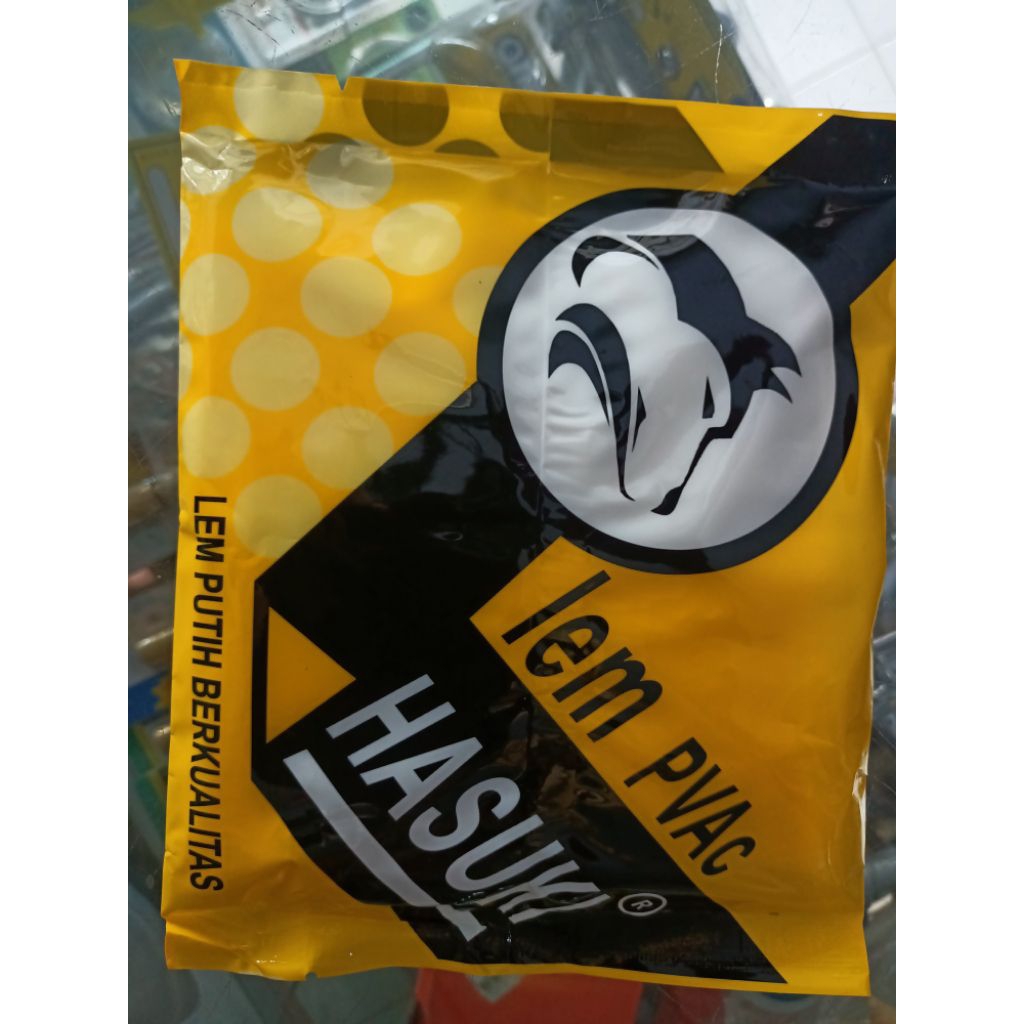 lem PVAc
HASUKI ®
LEM PUTIH BERKUALITAS